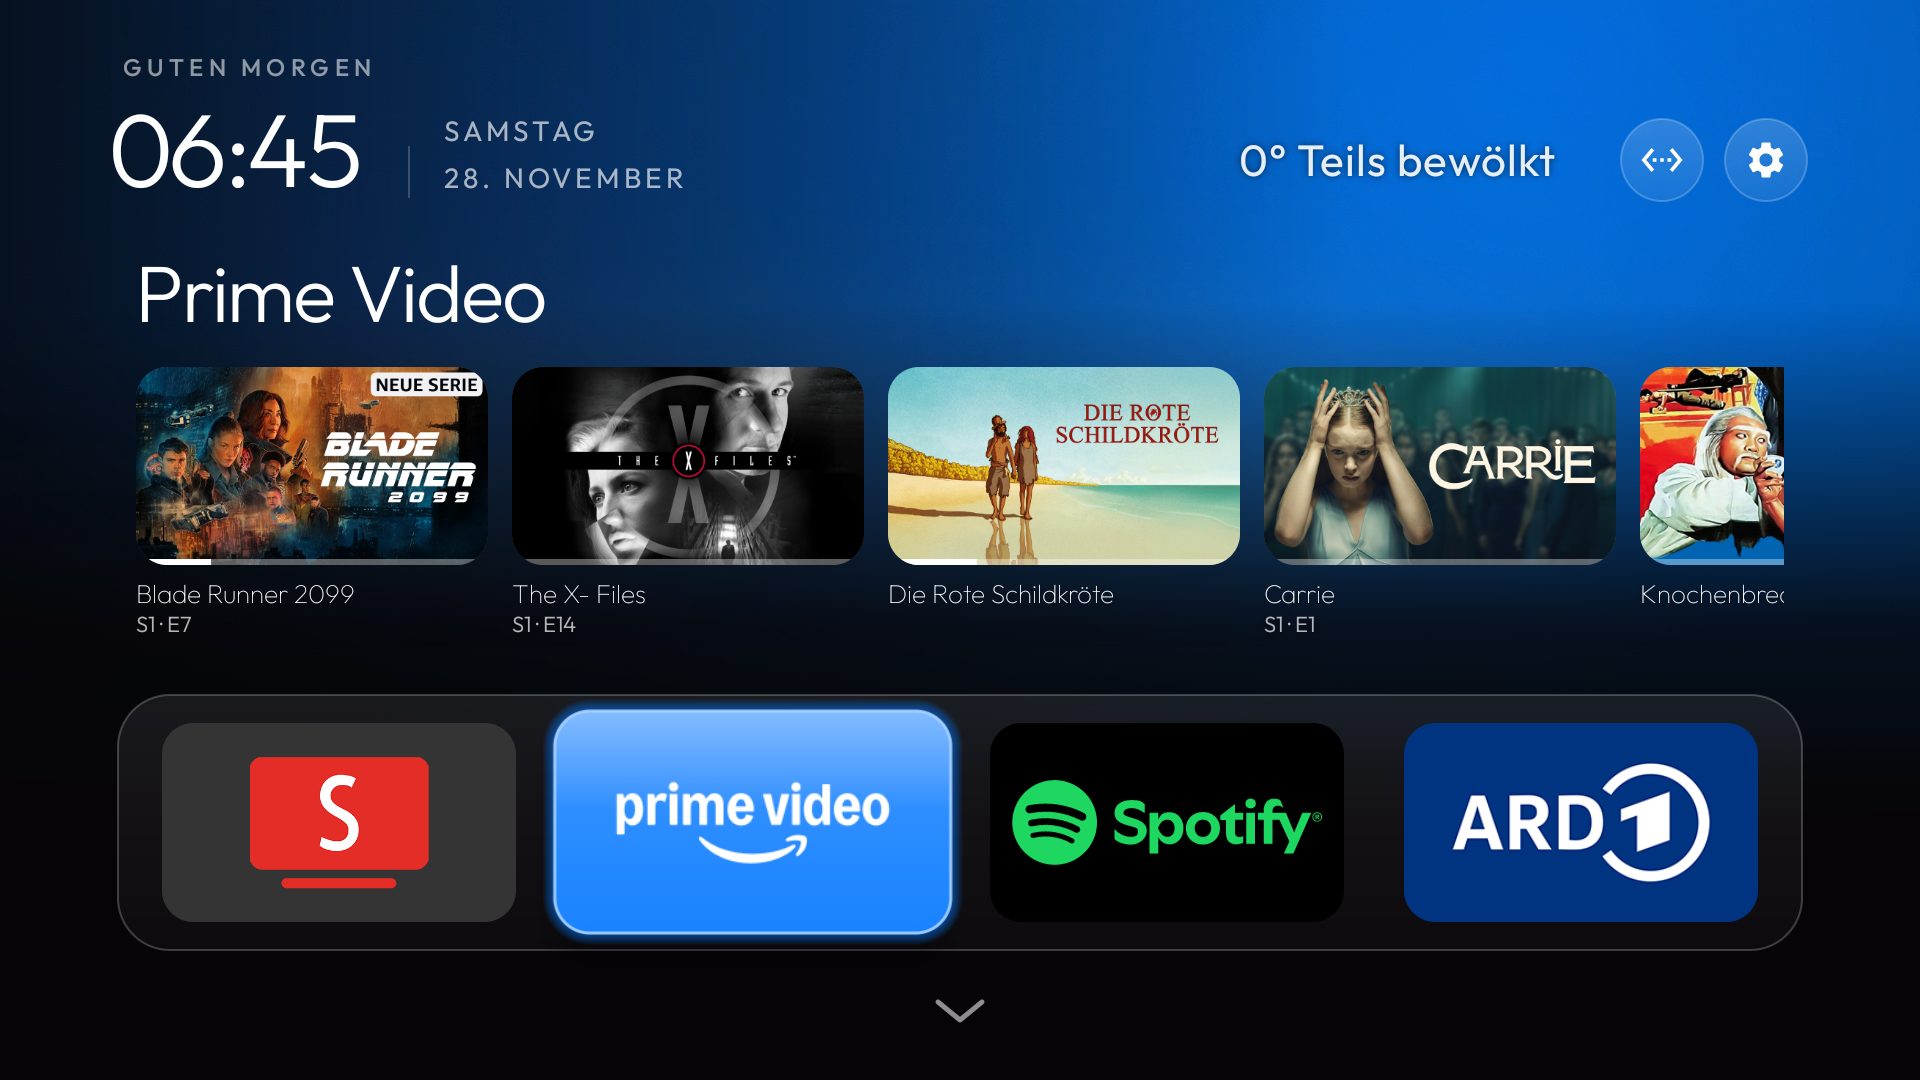 GUTEN MORGEN
06:45
SAMSTAG
28. NOVEMBER
0° Teils bewölkt
Prime Video
NEUE SERIE
BLADE
RUNNER
2099
THE X FILES
DIE ROTE
SCHILDKRÖTE
CARRIE
Blade Runner 2099
S1·E7
The X- Files
S1·E14
Die Rote Schildkröte
Carrie
S1·E1
Knochenbrec
S
prime video
Spotify®
ARD 1